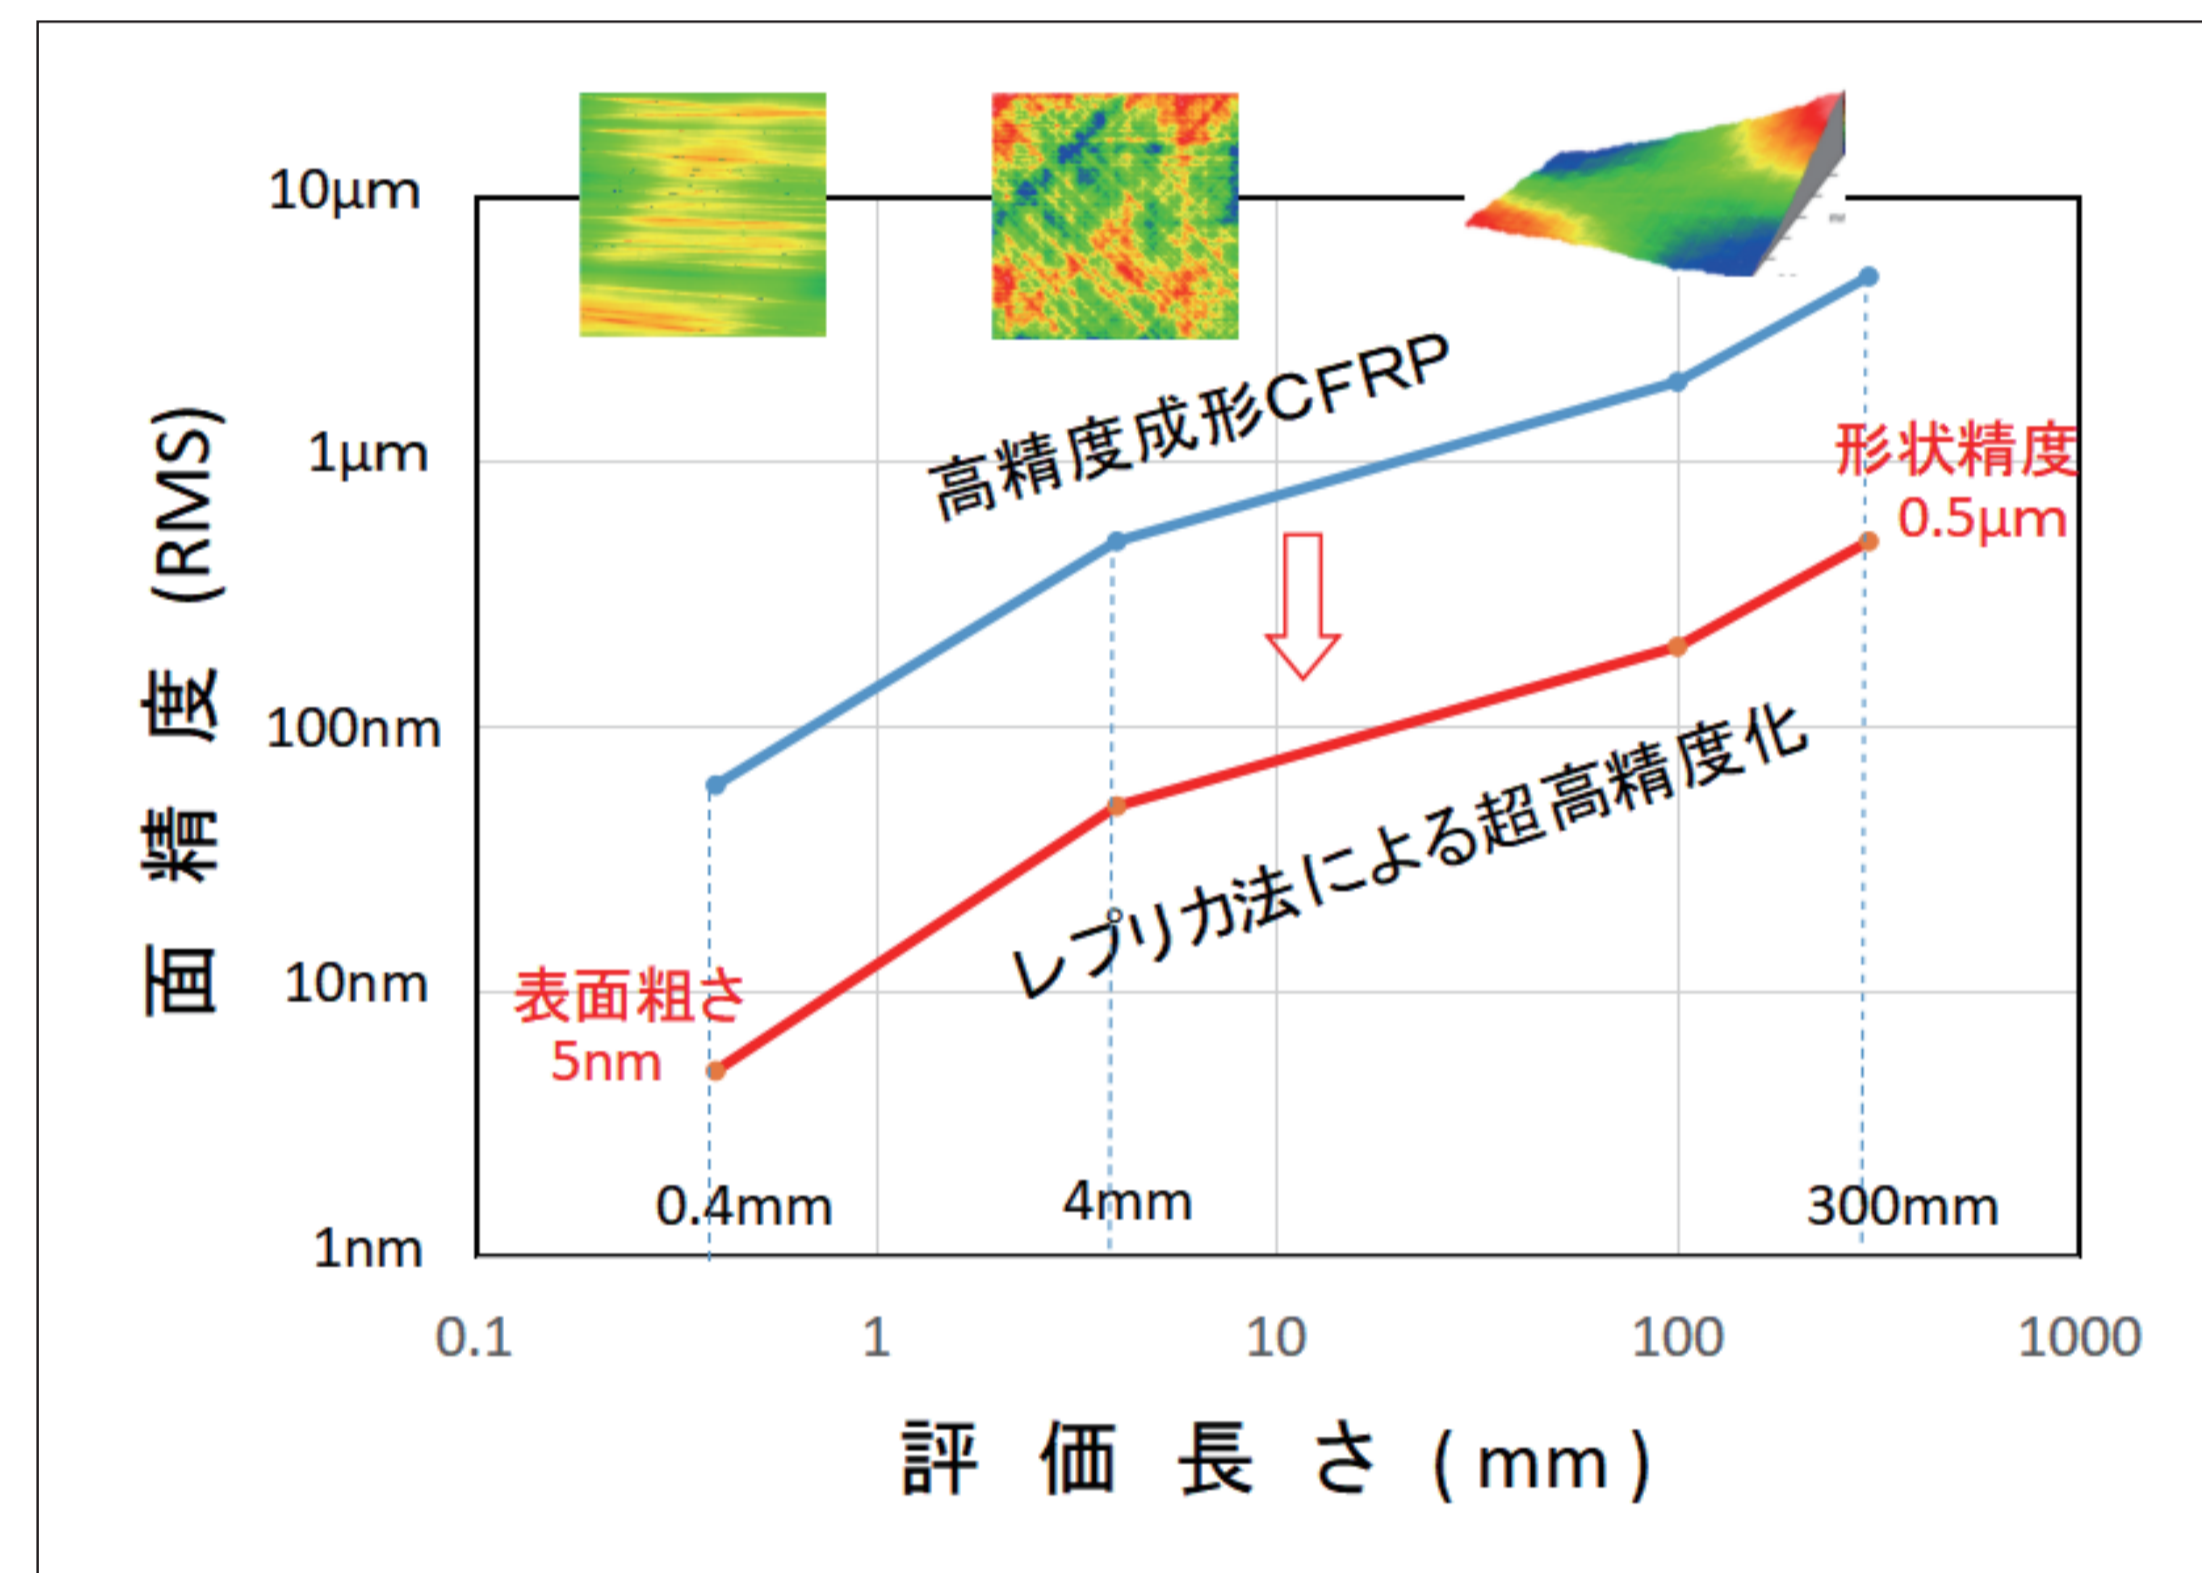 10μm
1μm
100nm
10nm
1nm
面精度(RMS)
高精度成形CFRP
形状精度
0.5μm
レプリカ法による超高精度化
表面粗さ
5nm
0.4mm
4mm
300mm
0.1
1
10
100
1000
評価長さ(mm)